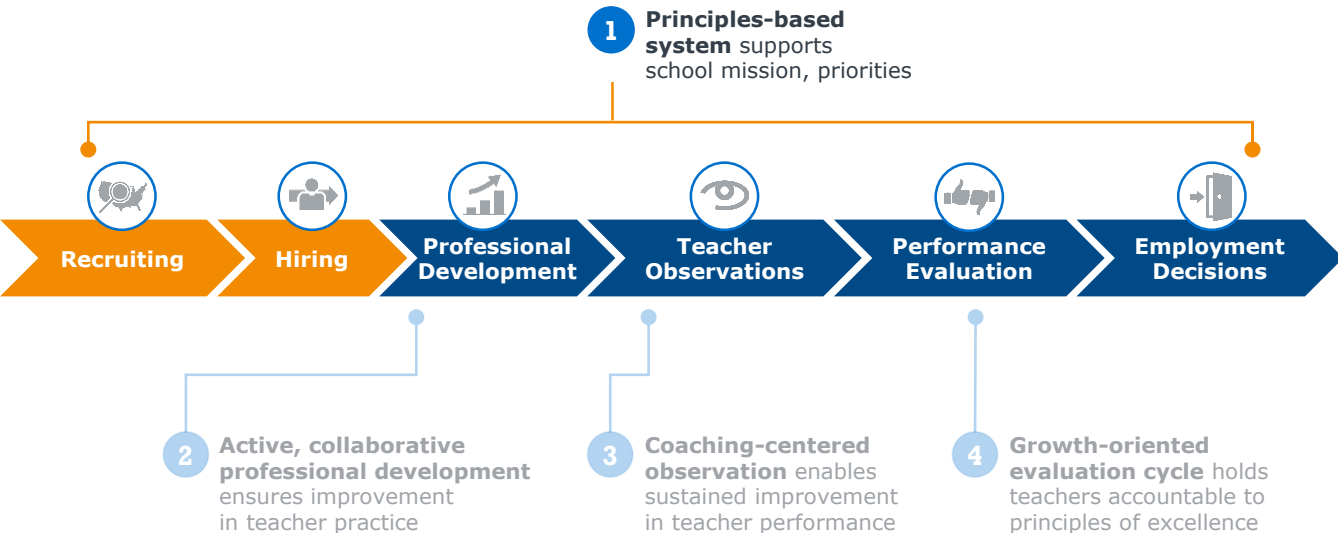 1
Principles-based
system supports
school mission, priorities
Recruiting
Hiring
Professional
Development
Teacher
Observations
Performance
Evaluation
Employment
Decisions
2
Active, collaborative
professional development
ensures improvement
in teacher practice
3
Coaching-centered
observation enables
sustained improvement
in teacher performance
4
Growth-oriented
evaluation cycle holds
teachers accountable to
principles of excellence